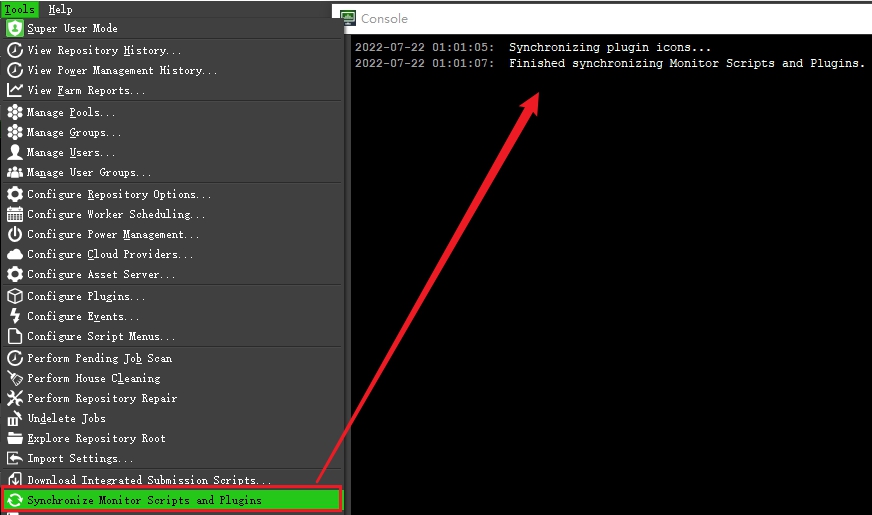 Tools Help
Super User Mode
View Repository History...
View Power Management History...
View Farm Reports...
Manage Pools...
Manage Groups...
Manage Users...
Manage User Groups...
Configure Repository Options...
Configure Worker Scheduling...
Configure Power Management...
Configure Cloud Providers...
Configure Asset Server...
Configure Plugins...
Configure Events...
Configure Script Menus...
Perform Pending Job Scan
Perform House Cleaning
Perform Repository Repair
Undelete Jobs
Explore Repository Root
Import Settings...
Download Integrated Submission Scripts...
Synchronize Monitor Scripts and Plugins
Console
2022-07-22 01:01:05: Synchronizing plugin icons...
2022-07-22 01:01:07: Finished synchronizing Monitor Scripts and Plugins.